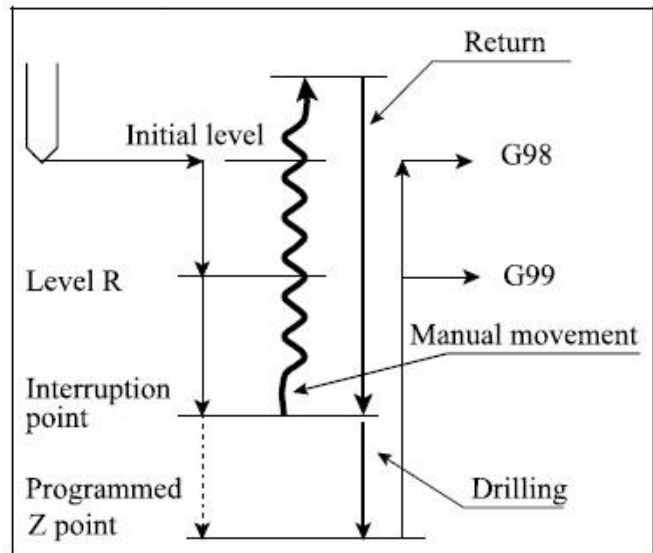 Return
Initial level
G98
Level R
G99
Manual movement
Interruption
point
Programmed
Z point
Drilling